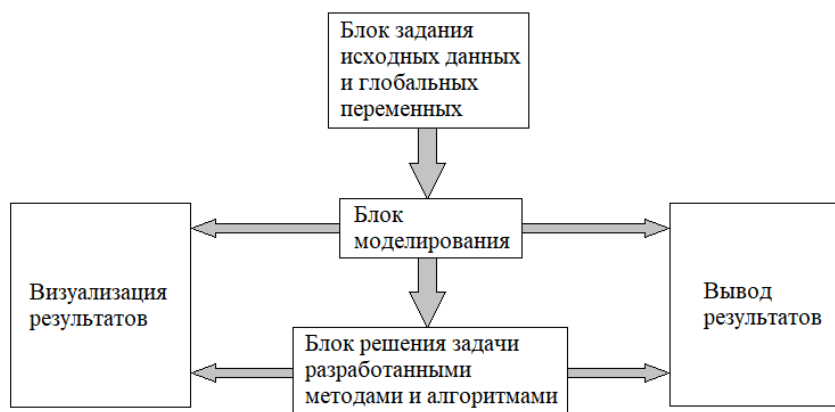 Блок задания
исходных данных
и глобальных
переменных
Блок
моделирования
Визуализация
результатов
Вывод
результатов
Блок решения задачи
разработанными
методами и алгоритмами